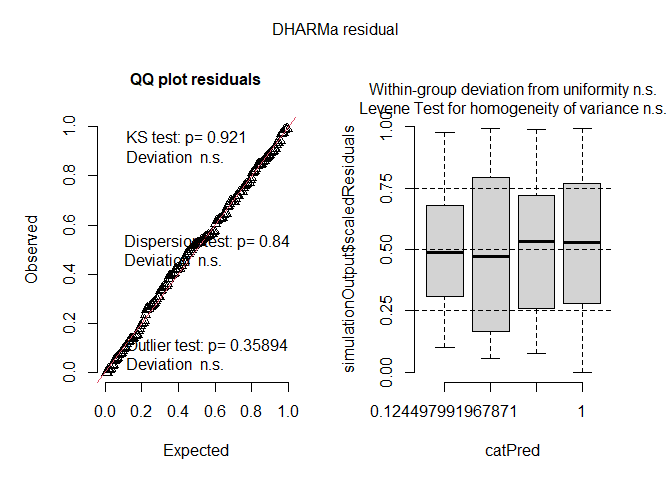 DHARMa residual
QQ plot residuals
KS test: p= 0.921
Deviation n.s.
Dispersion test: p= 0.84
Deviation n.s.
Outlier test: p= 0.35894
Deviation n.s.
Observed
0.0 0.2 0.4 0.6 0.8 1.0
0.0 0.2 0.4 0.6 0.8 1.0
Expected
Within-group deviation from uniformity n.s.
Levene Test for homogeneity of variance n.s.
simulationOutput$scaledResiduals
0.00 0.25 0.50 0.75 1.00
0.124497991967871 1
catPred